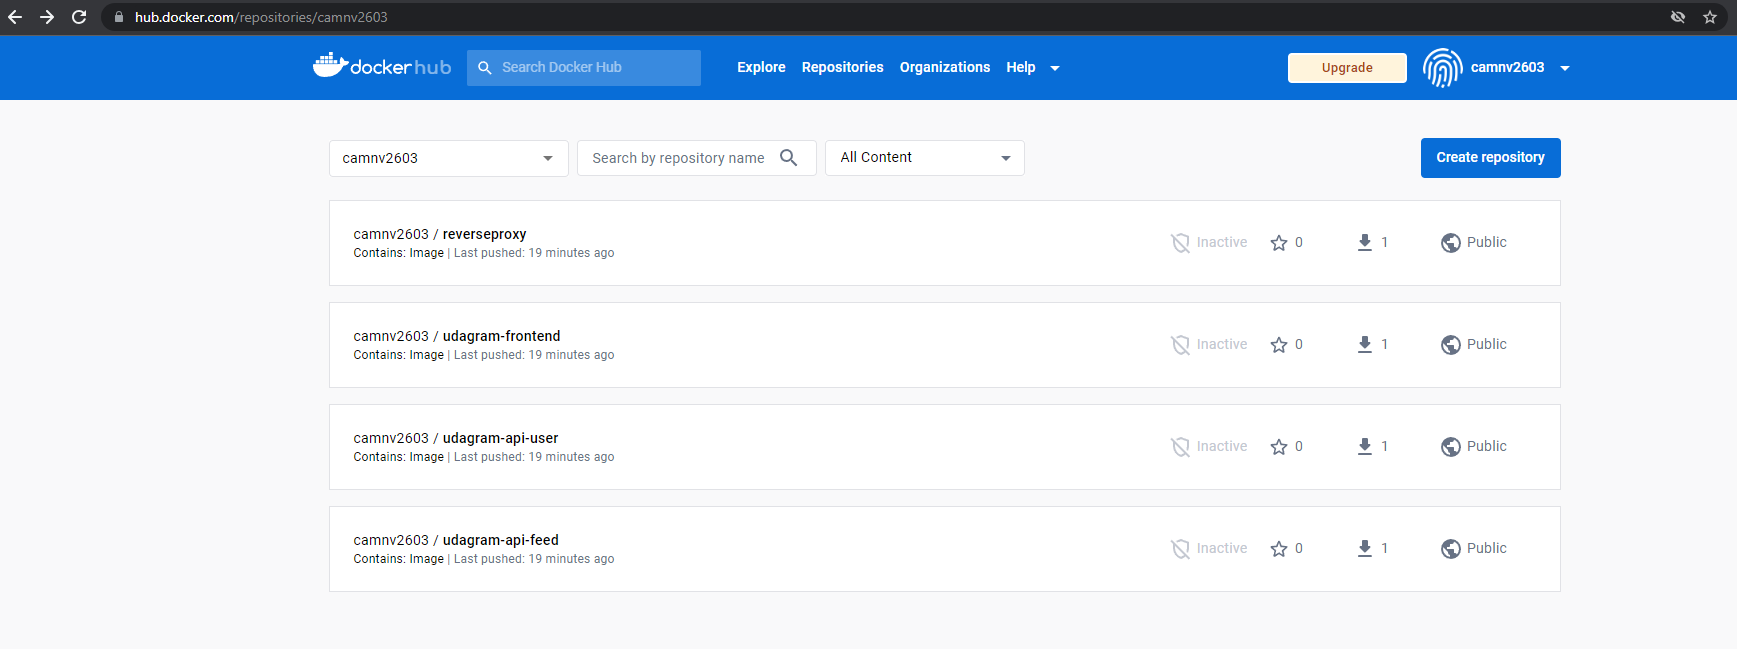 hub.docker.com/repositories/camnv2603
docker hub
Search Docker Hub
Explore Repositories Organizations Help
Upgrade
camnv2603
camnv2603
Search by repository name
All Content
Create repository
camnv2603 / reverseproxy
Contains: Image | Last pushed: 19 minutes ago
Inactive 0 1 Public
camnv2603 / udagram-frontend
Contains: Image | Last pushed: 19 minutes ago
Inactive 0 1 Public
camnv2603 / udagram-api-user
Contains: Image | Last pushed: 19 minutes ago
Inactive 0 1 Public
camnv2603 / udagram-api-feed
Contains: Image | Last pushed: 19 minutes ago
Inactive 0 1 Public